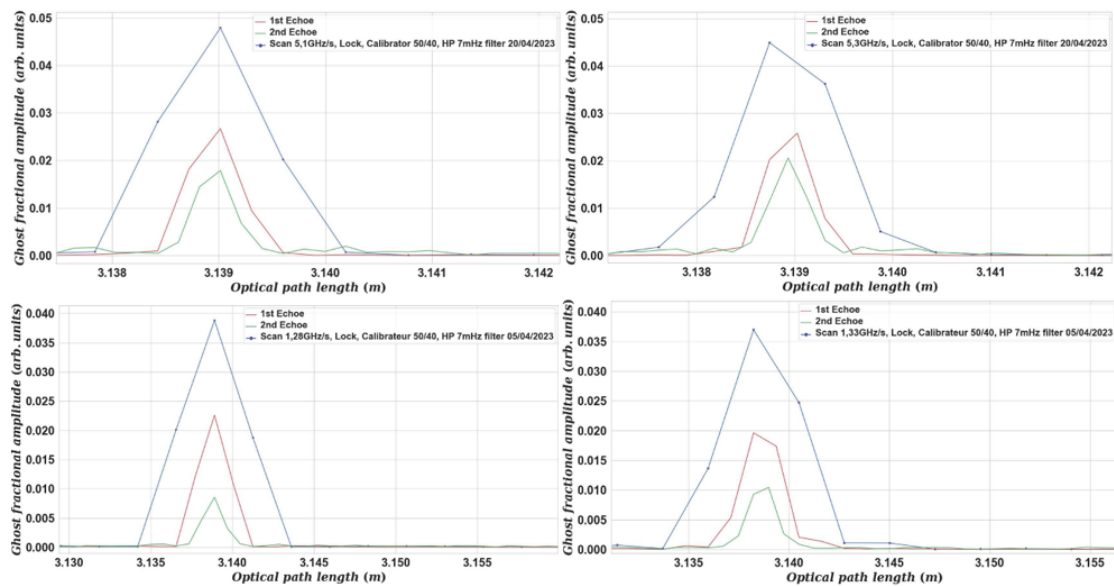 Ghost fractional amplitude (arb. units)
0.05
0.04
0.03
0.02
0.01
0.00
1st Echoe
2nd Echoe
Scan 5,1GHz/s, Lock, Calibrator 50/40, HP 7mHz filter 20/04/2023
3.138 3.139 3.140 3.141 3.142
Optical path length (m)
Ghost fractional amplitude (arb. units)
0.05
0.04
0.03
0.02
0.01
0.00
1st Echoe
2nd Echoe
Scan 5,3GHz/s, Lock, Calibrator 50/40, HP 7mHz filter 20/04/2023
3.138 3.139 3.140 3.141 3.142
Optical path length (m)
Ghost fractional amplitude (arb. units)
0.040
0.035
0.030
0.025
0.020
0.015
0.010
0.005
0.000
1st Echoe
2nd Echoe
Scan 1,28GHz/s, Lock, Calibrateur 50/40, HP 7mHz filter 05/04/2023
3.130 3.135 3.140 3.145 3.150 3.155
Optical path length (m)
Ghost fractional amplitude (arb. units)
0.040
0.035
0.030
0.025
0.020
0.015
0.010
0.005
0.000
1st Echoe
2nd Echoe
Scan 1,33GHz/s, Lock, Calibrateur 50/40, HP 7mHz filter 05/04/2023
3.135 3.140 3.145 3.150 3.155
Optical path length (m)